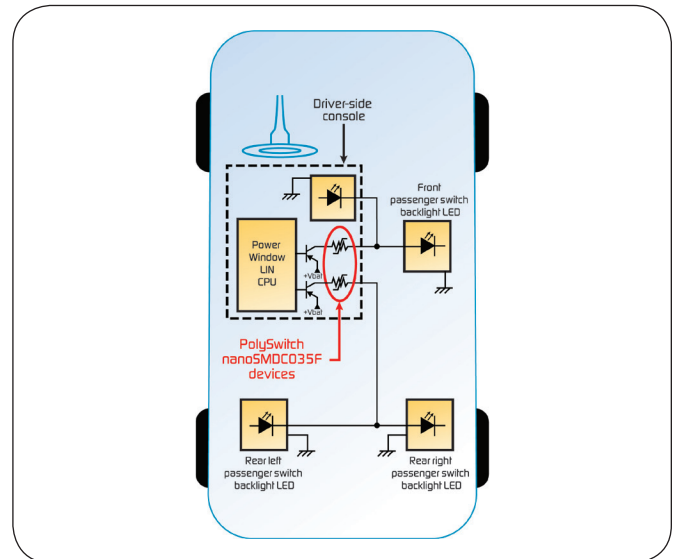 Driver-side
console
Front
passenger switch
backlight LED
Power
Window
LIN
CPU
+Vbat
+Vbat
PolySwitch
nanoSMDC035F
devices
Rear left
passenger switch
backlight LED
Rear right
passenger switch
backlight LED